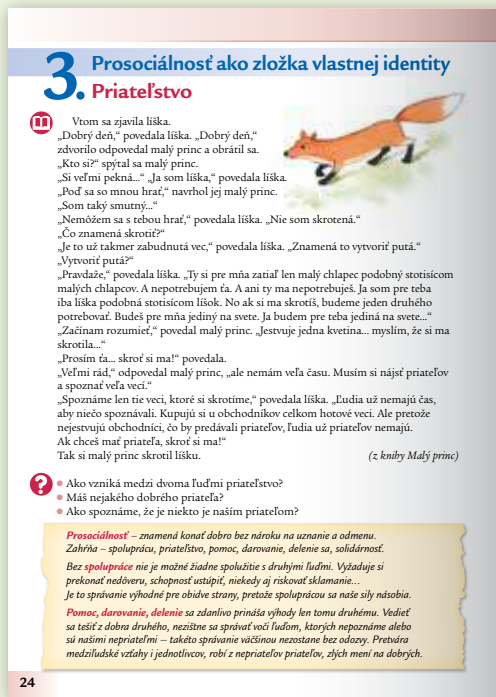 3. Prosociálnosť ako zložka vlastnej identity
Priateľstvo
Vtom sa zjavila líška.
„Dobrý deň,“ povedala líška. „Dobrý deň,“
zdvorilo odpovedal malý princ a obrátil sa.
„Kto si?“ spýtal sa malý princ.
„Si veľmi pekná...“ „Ja som líška,“ povedala líška.
„Poď sa so mnou hrať,“ navrhol jej malý princ.
„Som taký smutný...“
„Nemôžem sa s tebou hrať,“ povedala líška. „Nie som skrotená.“
„Čo znamená skrotiť?“
„Je to už takmer zabudnutá vec,“ povedala líška. „Znamená to vytvoriť putá.“
„Vytvoriť putá?“
„Pravdaže,“ povedala líška. „Ty si pre mňa zatiaľ len malý chlapec podobný stotisícom
malých chlapcov. A nepotrebujem ťa. A ani ty ma nepotrebuješ. Ja som pre teba
iba líška podobná stotisícom líšok. No ak si ma skrotíš, budeme jeden druhého
potrebovať. Budeš pre mňa jediný na svete. Ja budem pre teba jediná na svete...“
„Začínam rozumieť,“ povedal malý princ. „Jestvuje jedna kvetina... myslím, že si ma
skrotila...“
„Prosím ťa... skroť si ma!“ povedala.
„Veľmi rád,“ odpovedal malý princ, „ale nemám veľa času. Musím si nájsť priateľov
a spoznať veľa vecí.“
„Spoznáme len tie veci, ktoré si skrotíme,“ povedala líška. „Ľudia už nemajú čas,
aby niečo spoznávali. Kupujú si u obchodníkov celkom hotové veci. Ale pretože
nejestvujú obchodníci, čo by predávali priateľov, ľudia už priateľov nemajú.
Ak chceš mať priateľa, skroť si ma!“
Tak si malý princ skrotil líšku. (z knihy Malý princ)
? • Ako vzniká medzi dvoma ľuďmi priateľstvo?
• Máš nejakého dobrého priateľa?
• Ako spoznáme, že je niekto je naším priateľom?
Prosociálnosť – znamená konať dobro bez nároku na uznanie a odmenu.
Zahŕňa – spoluprácu, priateľstvo, pomoc, darovanie, delenie sa, solidárnosť.
Bez spolupráce nie je možné žiadne spolužitie s druhými ľuďmi. Vyžaduje si
prekonať nedôveru, schopnosť ustúpiť, niekedy aj riskovať sklamanie...
Je to správanie výhodné pre obidve strany, pretože spoluprácou sa naše sily násobia.
Pomoc, darovanie, delenie sa zdanlivo prináša výhody len tomu druhému. Vedieť
sa tešiť z dobra druhého, nezištne sa správať voči ľuďom, ktorých nepoznáme alebo
sú našimi nepriateľmi – takéto správanie väčšinou nezostane bez odozvy. Pretvára
medziľudské vzťahy i jednotlivcov, robí z nepriateľov priateľov, zlých mení na dobrých.
24